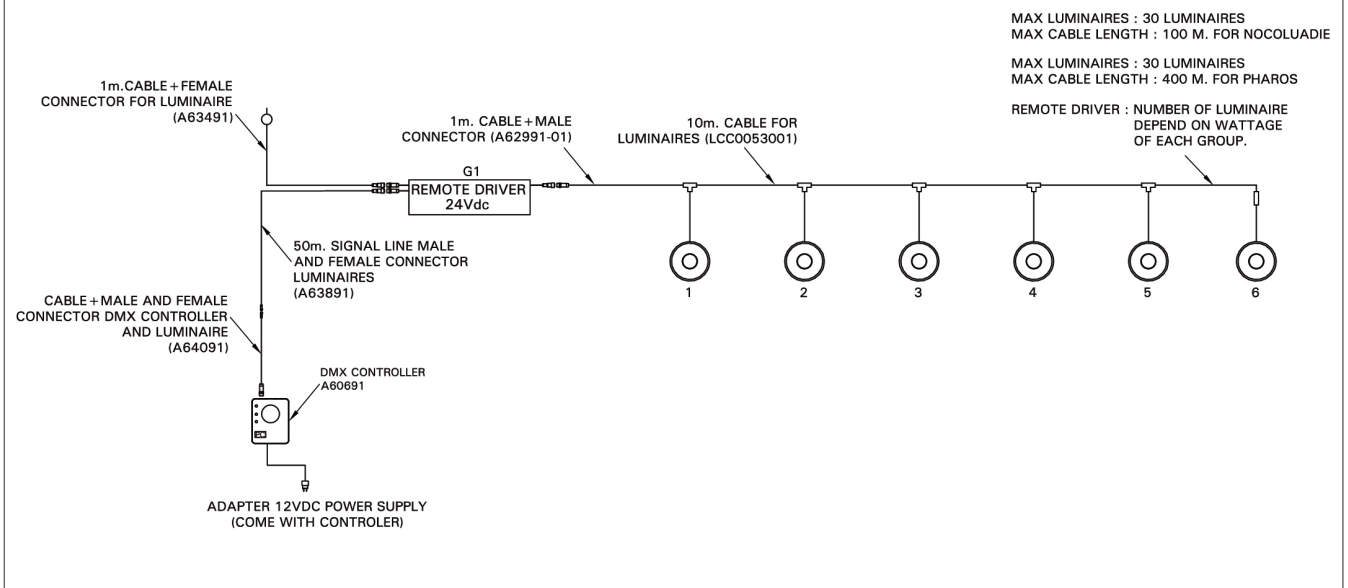 MAX LUMINAIRES : 30 LUMINAIRES
MAX CABLE LENGTH : 100 M. FOR NOCOLUADIE
MAX LUMINAIRES : 30 LUMINAIRES
MAX CABLE LENGTH : 400 M. FOR PHAROS
REMOTE DRIVER : NUMBER OF LUMINAIRE
DEPEND ON WATTAGE
OF EACH GROUP.
1m.CABLE+FEMALE
CONNECTOR FOR LUMINAIRE
(A63491)
1m. CABLE+MALE
CONNECTOR (A62991-01)
10m. CABLE FOR
LUMINAIRES (LCC0053001)
G1
REMOTE DRIVER
24Vdc
50m. SIGNAL LINE MALE
AND FEMALE CONNECTOR
LUMINAIRES
(A63891)
1
2
3
4
5
6
CABLE+MALE AND FEMALE
CONNECTOR DMX CONTROLLER
AND LUMINAIRE
(A64091)
DMX CONTROLLER
A60691
ADAPTER 12VDC POWER SUPPLY
(COME WITH CONTROLER)